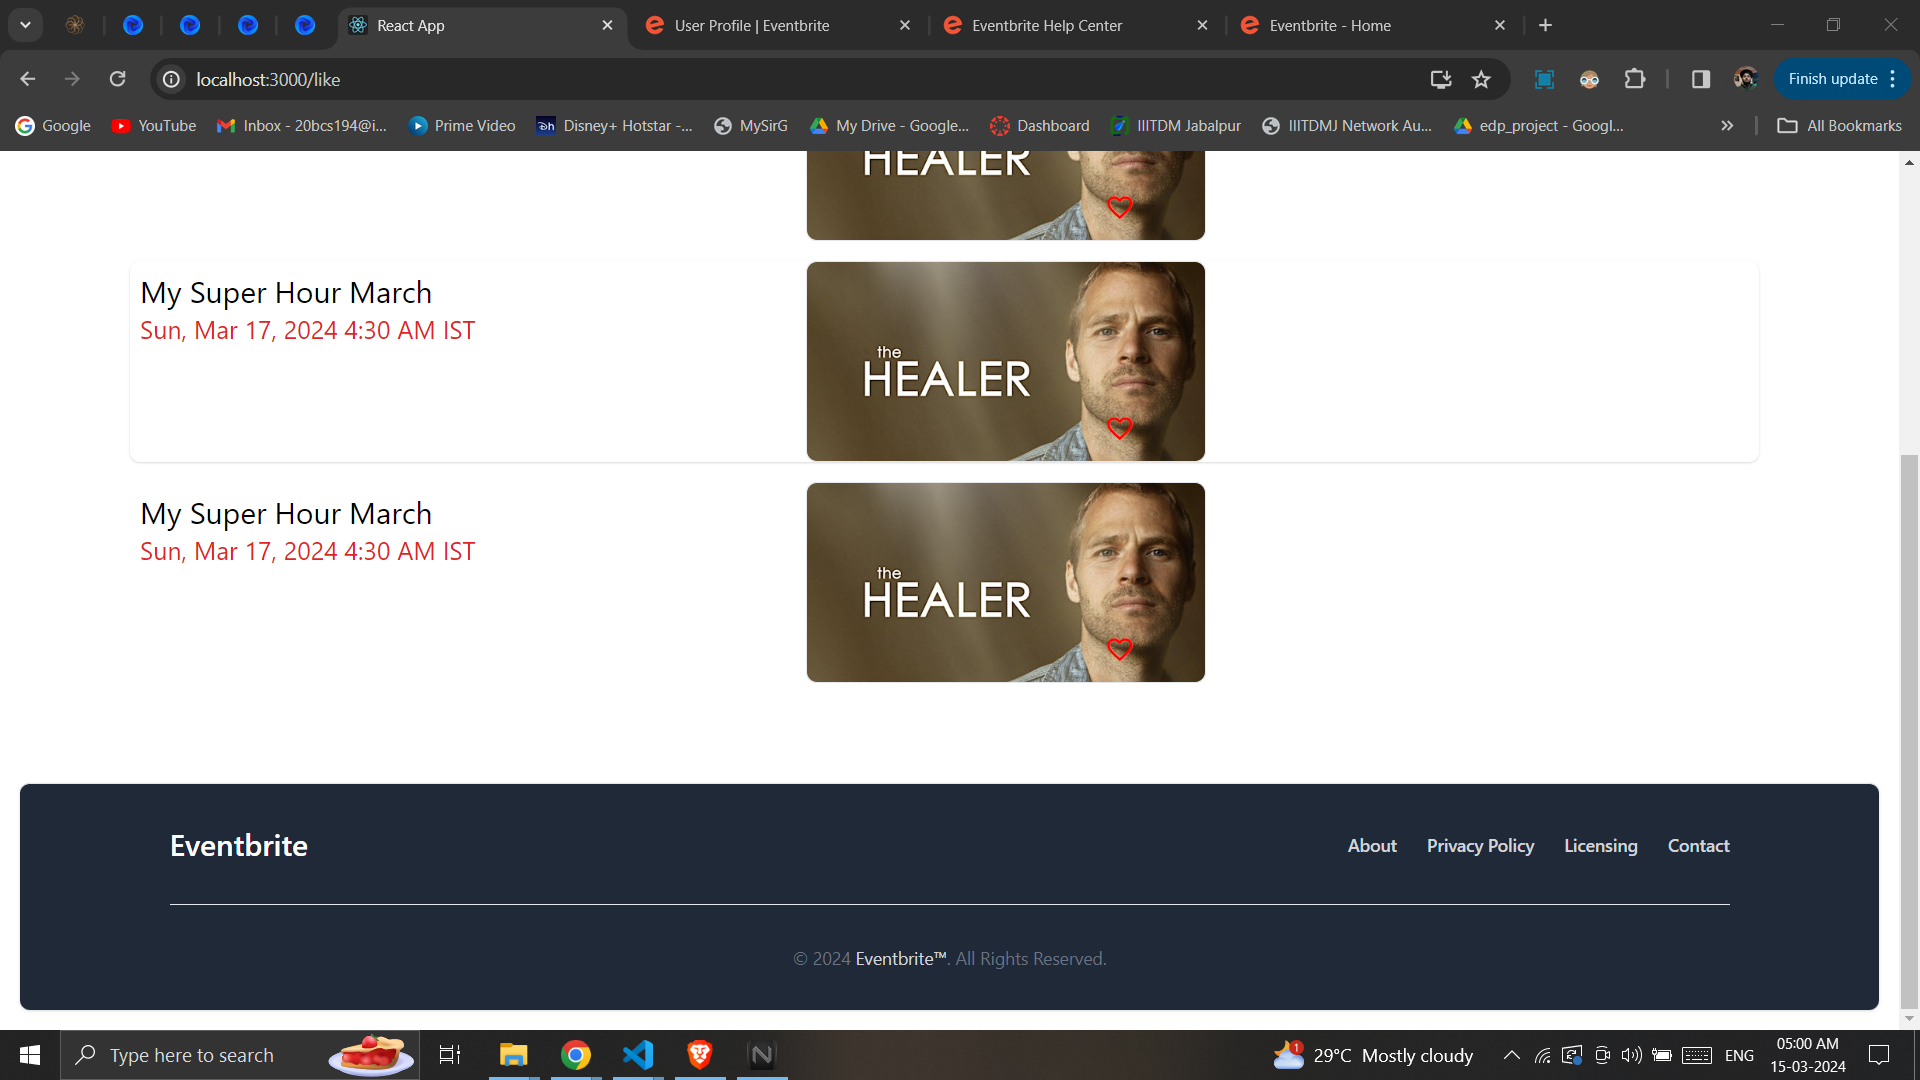 React App
User Profile | Eventbrite
Eventbrite Help Center
Eventbrite - Home
localhost:3000/like
Finish update
Google
YouTube
Inbox - 20bcs194@i...
Prime Video
Disney+ Hotstar -...
MySirG
My Drive - Google...
Dashboard
IIITDM Jabalpur
IIITDMJ Network Au...
edp_project - Googl...
All Bookmarks
HEALER
My Super Hour March
Sun, Mar 17, 2024 4:30 AM IST
the
HEALER
My Super Hour March
Sun, Mar 17, 2024 4:30 AM IST
the
HEALER
Eventbrite
About
Privacy Policy
Licensing
Contact
© 2024 Eventbrite™. All Rights Reserved.
Type here to search
1
29°C Mostly cloudy
ENG
05:00 AM
15-03-2024